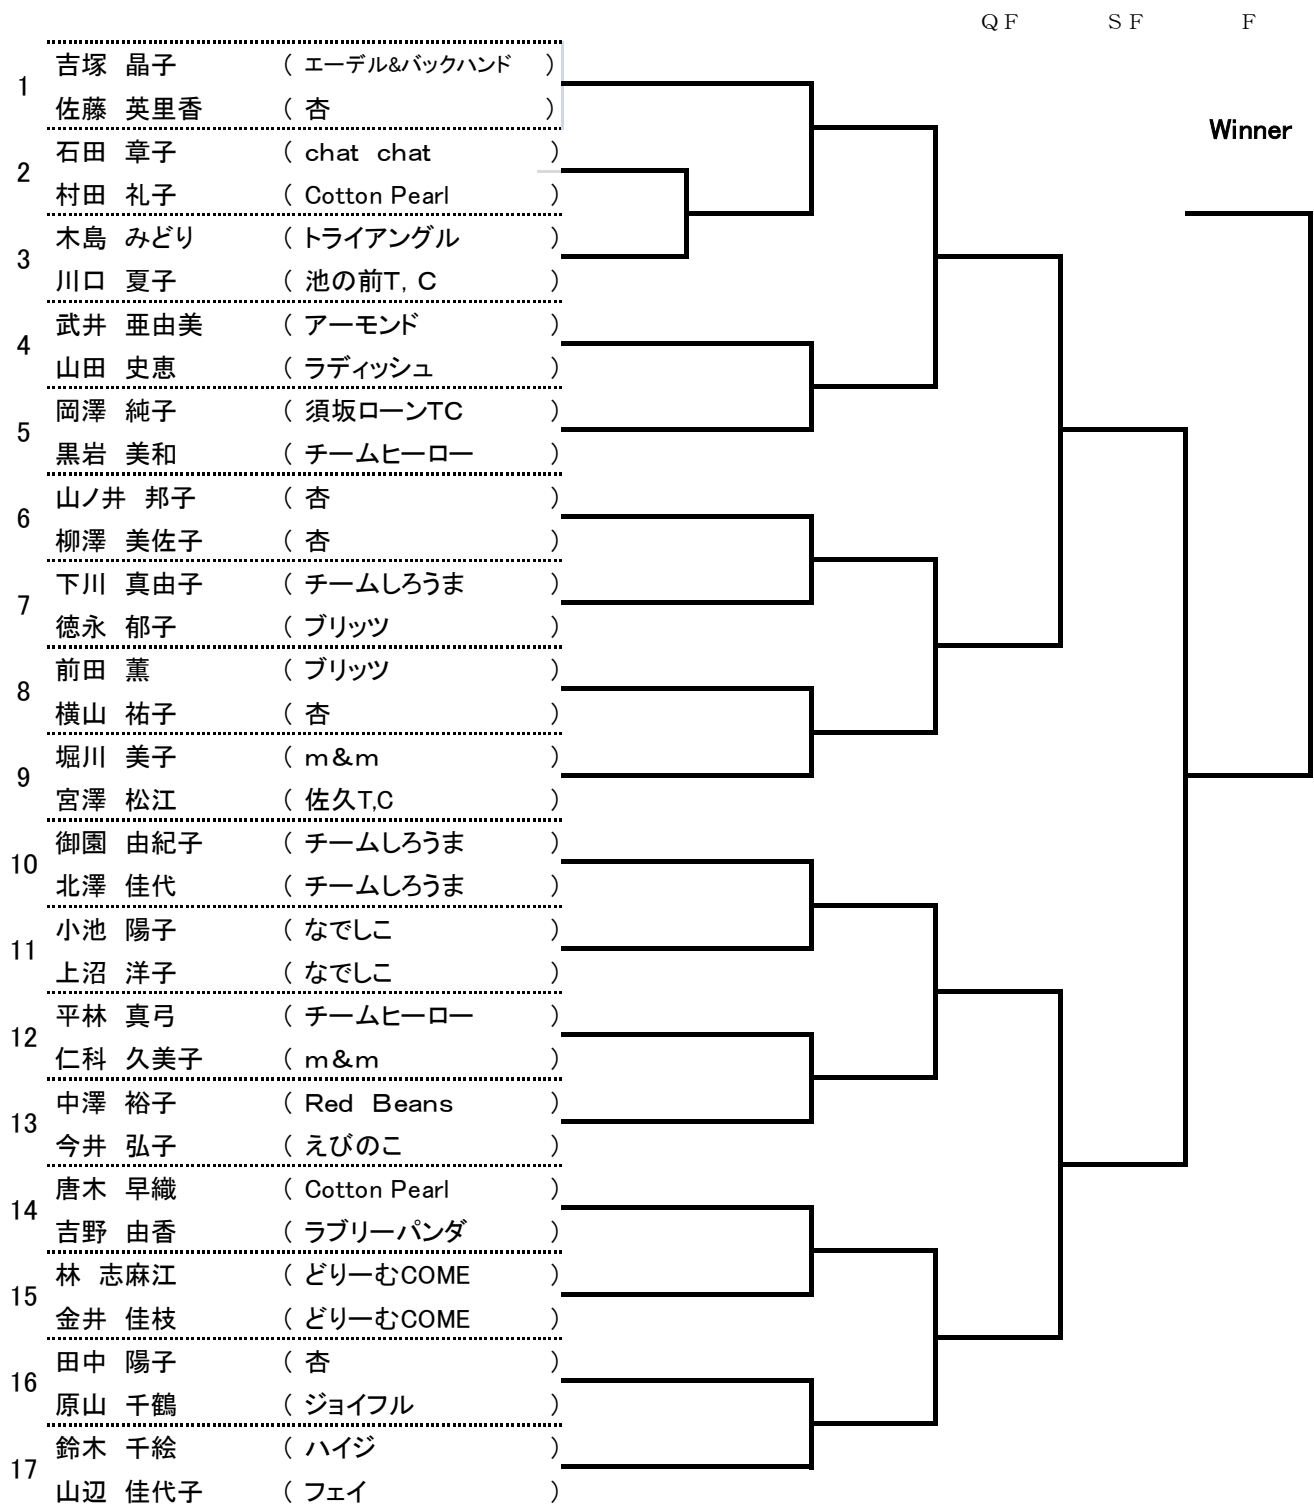 ＱＦ　ＳＦ　Ｆ
Winner
1
吉塚　晶子　（ エーデル&バックハンド ）
佐藤　英里香　（ 杏 ）
2
石田　章子　（ ｃｈａｔ　ｃｈａｔ ）
村田　礼子　（ Cotton Pearl ）
3
木島　みどり　（ トライアングル ）
川口　夏子　（ 池の前Ｔ，Ｃ ）
4
武井　亜由美　（ アーモンド ）
山田　史恵　（ ラディッシュ ）
5
岡澤　純子　（ 須坂ローンＴＣ ）
黒岩　美和　（ チームヒーロー ）
6
山ノ井　邦子　（ 杏 ）
柳澤　美佐子　（ 杏 ）
7
下川　真由子　（ チームしろうま ）
徳永　郁子　（ ブリッツ ）
8
前田　薫　（ ブリッツ ）
横山　祐子　（ 杏 ）
9
堀川　美子　（ ｍ＆ｍ ）
宮澤　松江　（ 佐久T,C ）
10
御園　由紀子　（ チームしろうま ）
北澤　佳代　（ チームしろうま ）
11
小池　陽子　（ なでしこ ）
上沼　洋子　（ なでしこ ）
12
平林　真弓　（ チームヒーロー ）
仁科　久美子　（ ｍ＆ｍ ）
13
中澤　裕子　（ Ｒｅｄ　Ｂｅａｎｓ ）
今井　弘子　（ えびのこ ）
14
唐木　早織　（ Cotton Pearl ）
吉野　由香　（ ラブリーパンダ ）
15
林　志麻江　（ どりーむCOME ）
金井　佳枝　（ どりーむCOME ）
16
田中　陽子　（ 杏 ）
原山　千鶴　（ ジョイフル ）
17
鈴木　千絵　（ ハイジ ）
山辺　佳代子　（ フェイ ）